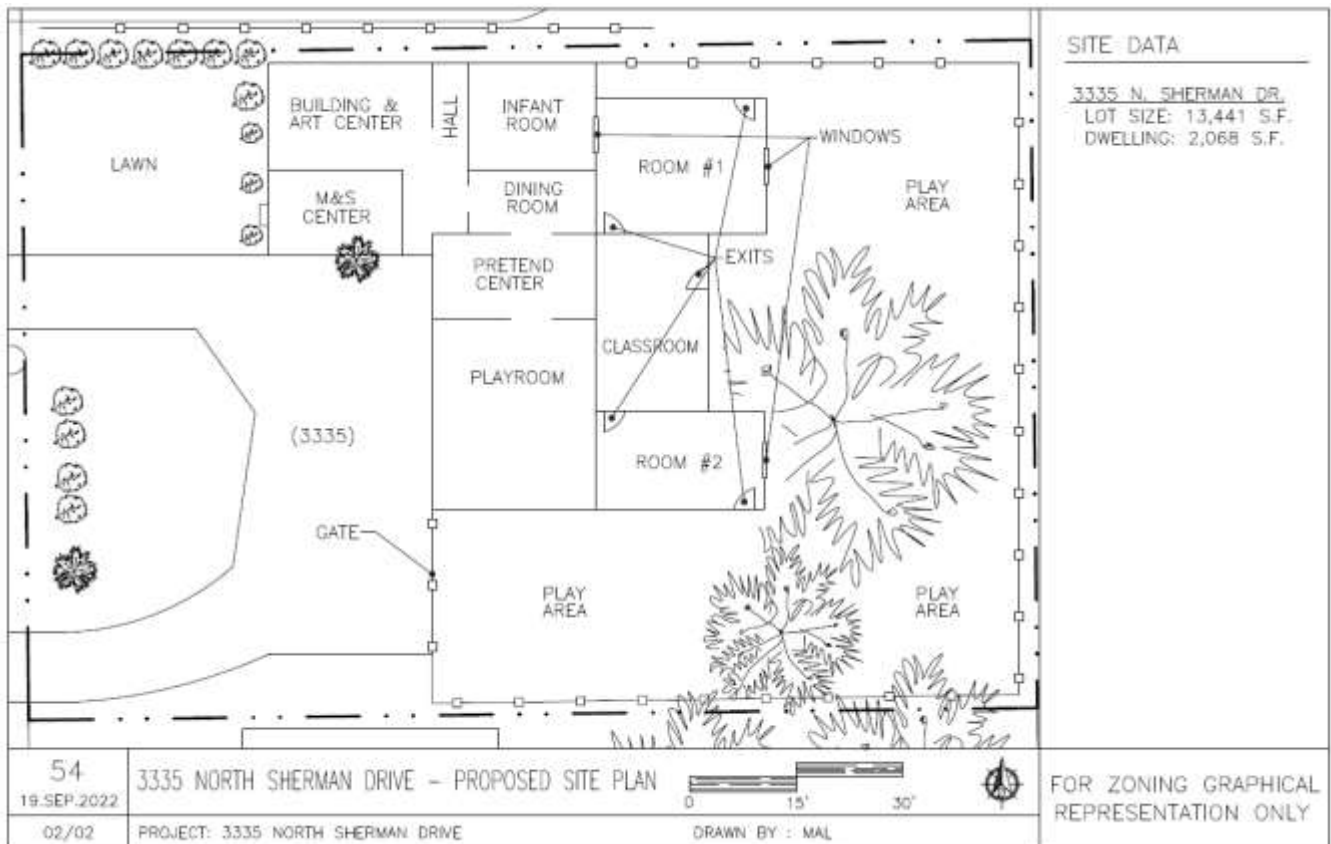 SITE DATA
3335 N. SHERMAN DR.
LOT SIZE: 13,441 S.F.
DWELLING: 2,068 S.F.
BUILDING &
ART CENTER
HALL
INFANT
ROOM
WINDOWS
LAWN
ROOM #1
M&S
CENTER
DINING
ROOM
PLAY
AREA
EXITS
PRETEND
CENTER
CLASSROOM
PLAYROOM
(3335)
ROOM #2
GATE
PLAY
AREA
PLAY
AREA
54
19.SEP.2022
02/02
3335 NORTH SHERMAN DRIVE – PROPOSED SITE PLAN
0 15' 30'
PROJECT: 3335 NORTH SHERMAN DRIVE
DRAWN BY : MAL
FOR ZONING GRAPHICAL
REPRESENTATION ONLY